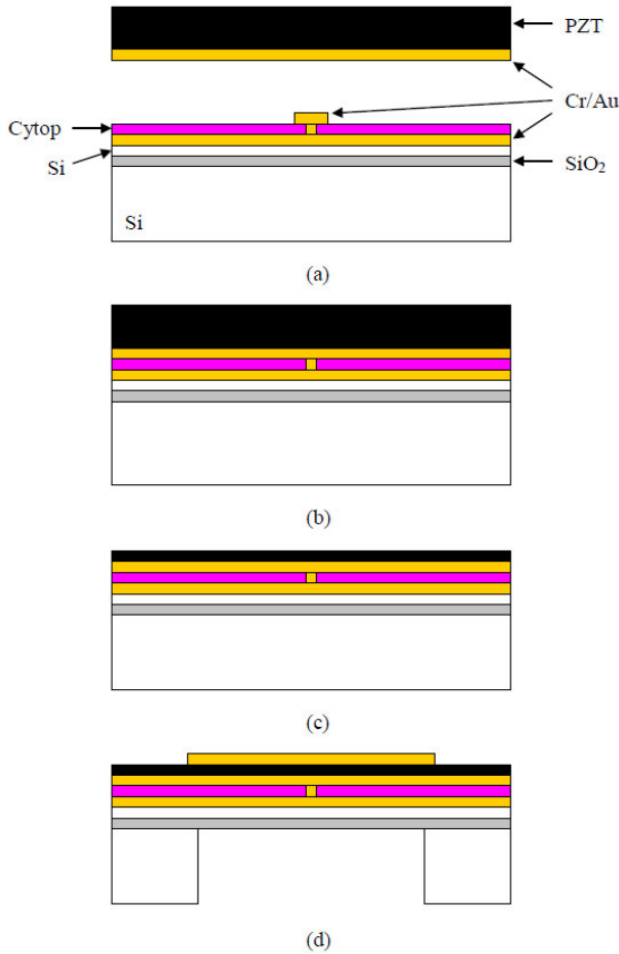 PZT
Cr/Au
Cytop
Si
SiO₂
Si
(a)
(b)
(c)
(d)